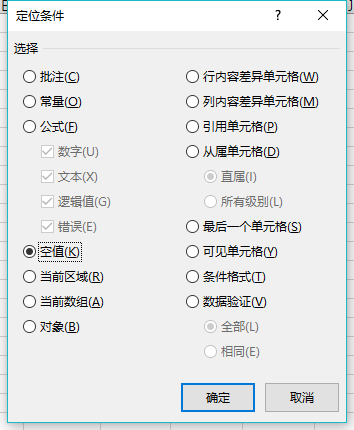 定位条件
选择
批注(C)
常量(O)
公式(F)
数字(U)
文本(X)
逻辑值(G)
错误(E)
空值(K)
当前区域(R)
当前数组(A)
对象(B)
行内容差异单元格(W)
列内容差异单元格(M)
引用单元格(P)
从属单元格(D)
直属(I)
所有级别(L)
最后一个单元格(S)
可见单元格(Y)
条件格式(T)
数据验证(V)
全部(L)
相同(E)
确定
取消